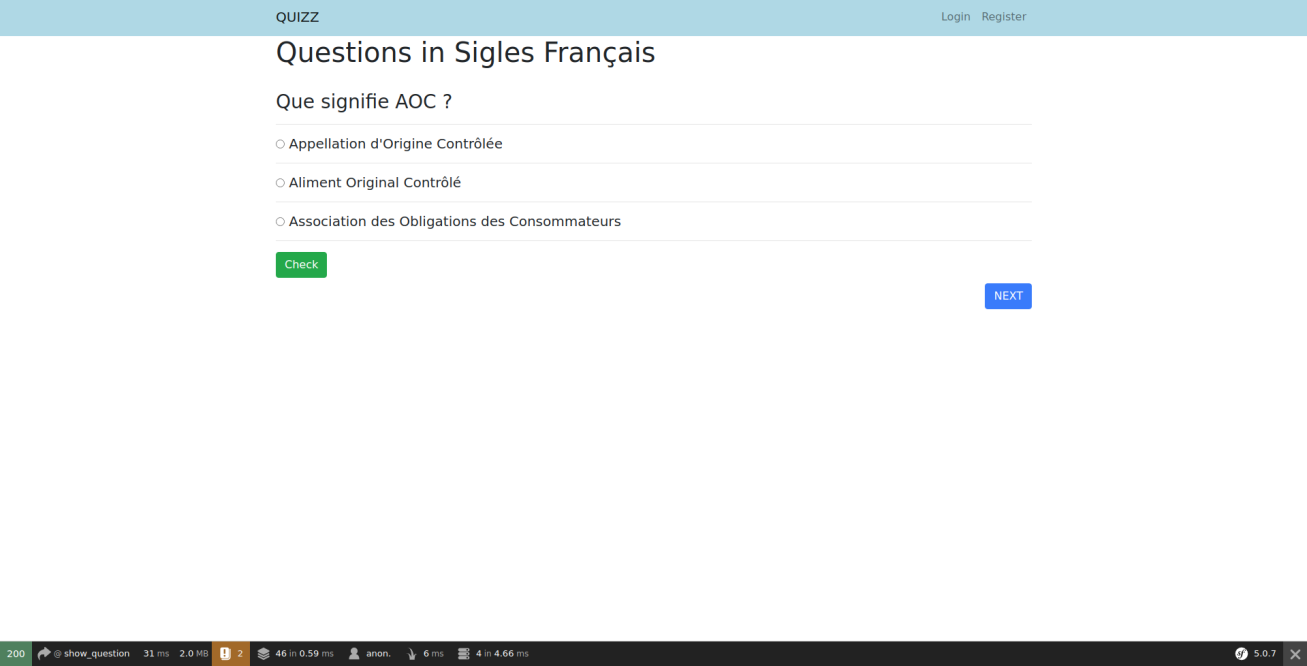 QUIZZ Login Register
Questions in Sigles Français
Que signifie AOC ?
Appellation d'Origine Contrôlée
Aliment Original Contrôlé
Association des Obligations des Consommateurs
Check
NEXT
200 @ show_question 31 ms 2.0 MB 2 46 in 0.59 ms anon. 6 ms 4 in 4.66 ms sf 5.0.7